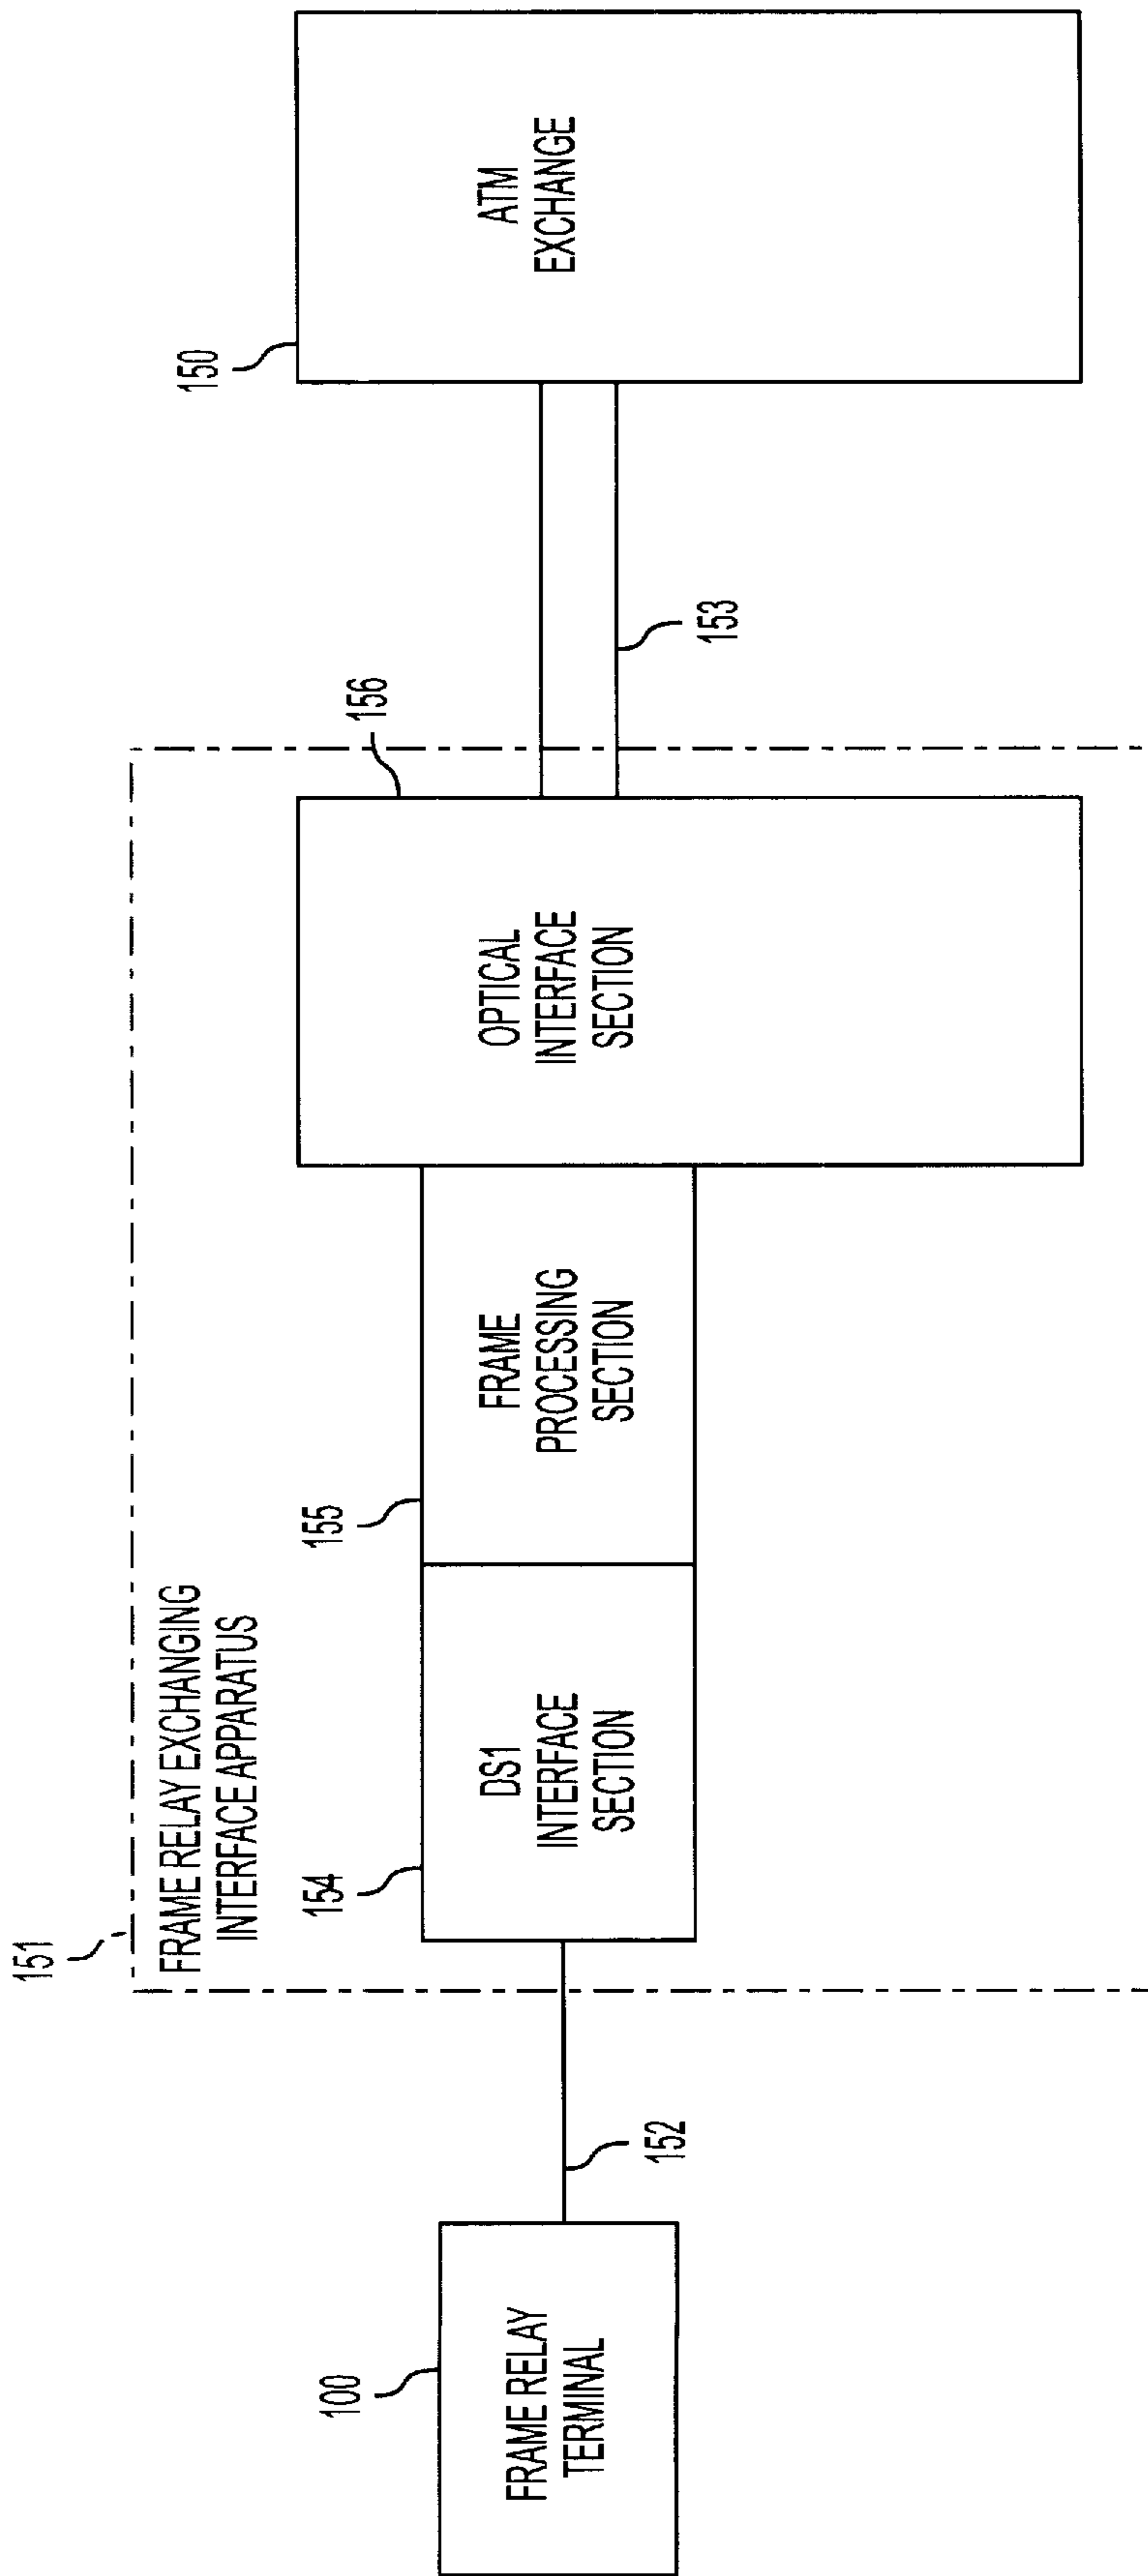 151
FRAME RELAY EXCHANGING
INTERFACE APPARATUS
100
FRAME RELAY
TERMINAL
152
154
DS1
INTERFACE
SECTION
155
FRAME
PROCESSING
SECTION
156
OPTICAL
INTERFACE
SECTION
153
150
ATM
EXCHANGE